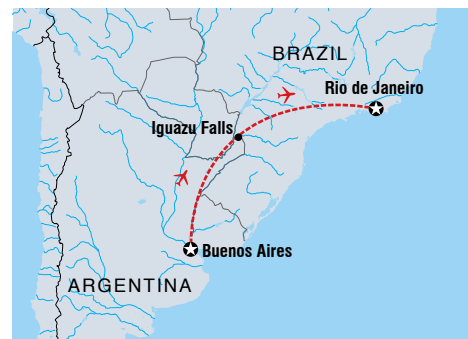 BRAZIL
Rio de Janeiro
Iguazu Falls
Buenos Aires
ARGENTINA